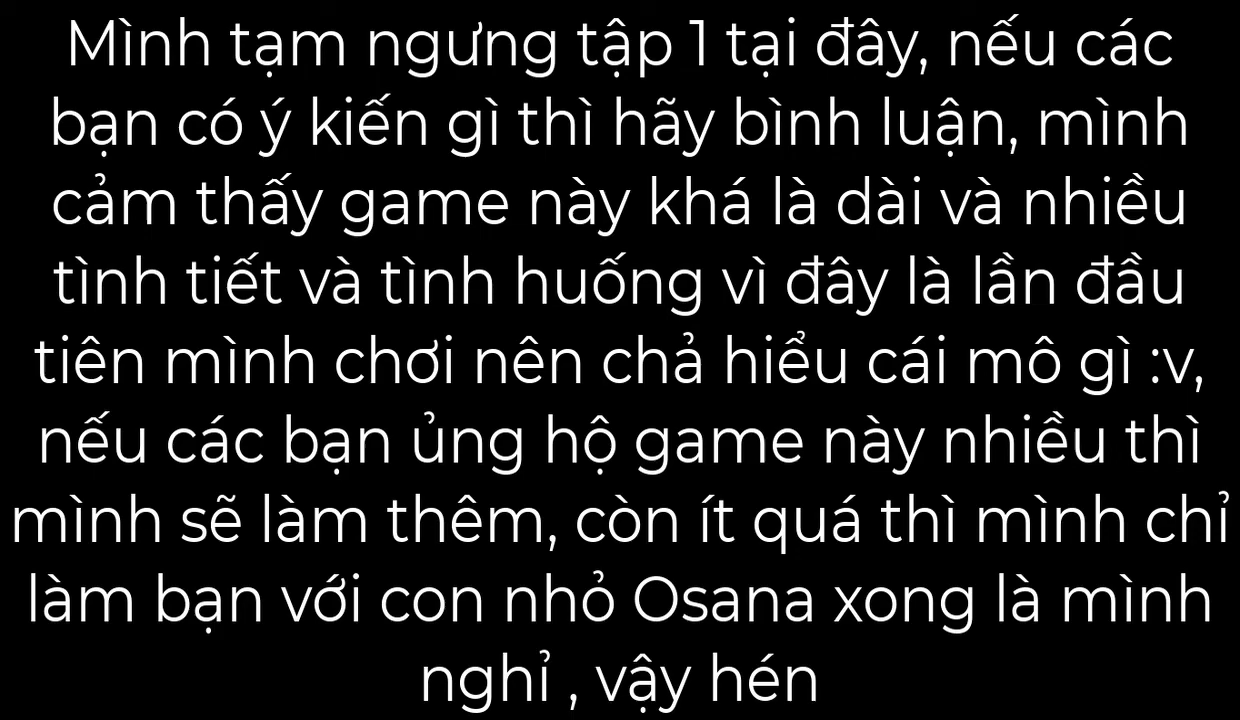 Mình tạm ngưng tập 1 tại đây, nếu các
bạn có ý kiến gì thì hãy bình luận, mình
cảm thấy game này khá là dài và nhiều
tình tiết và tình huống vì đây là lần đầu
tiên mình chơi nên chả hiểu cái mô gì :v,
nếu các bạn ủng hộ game này nhiều thì
mình sẽ làm thêm, còn ít quá thì mình chỉ
làm bạn với con nhỏ Osana xong là mình
nghỉ , vậy hén